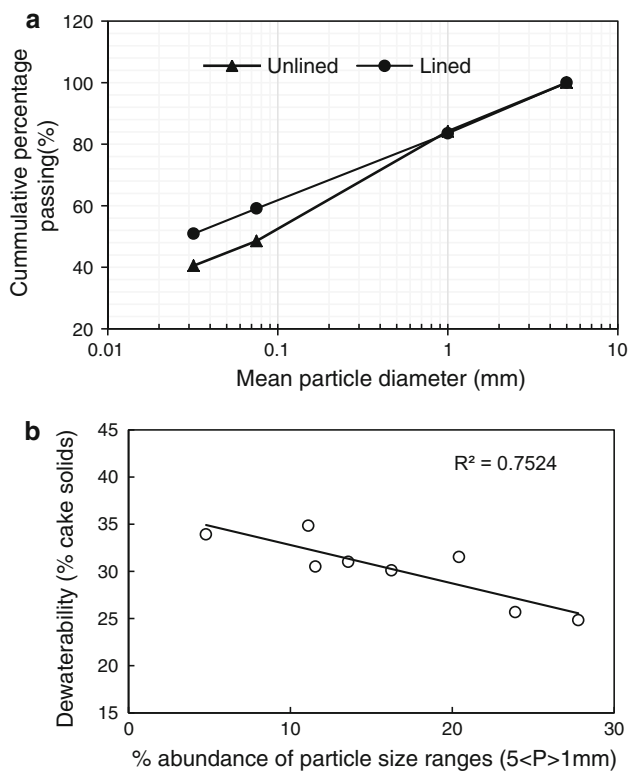 a
120
100
80
60
40
20
Cummulative percentage
passing(%)
Unlined
Lined
0.01
0.1
1
10
Mean particle diameter (mm)
b
45
40
35
30
25
20
15
Dewaterability (% cake solids)
R² = 0.7524
0
10
20
30
% abundance of particle size ranges (5<P>1mm)